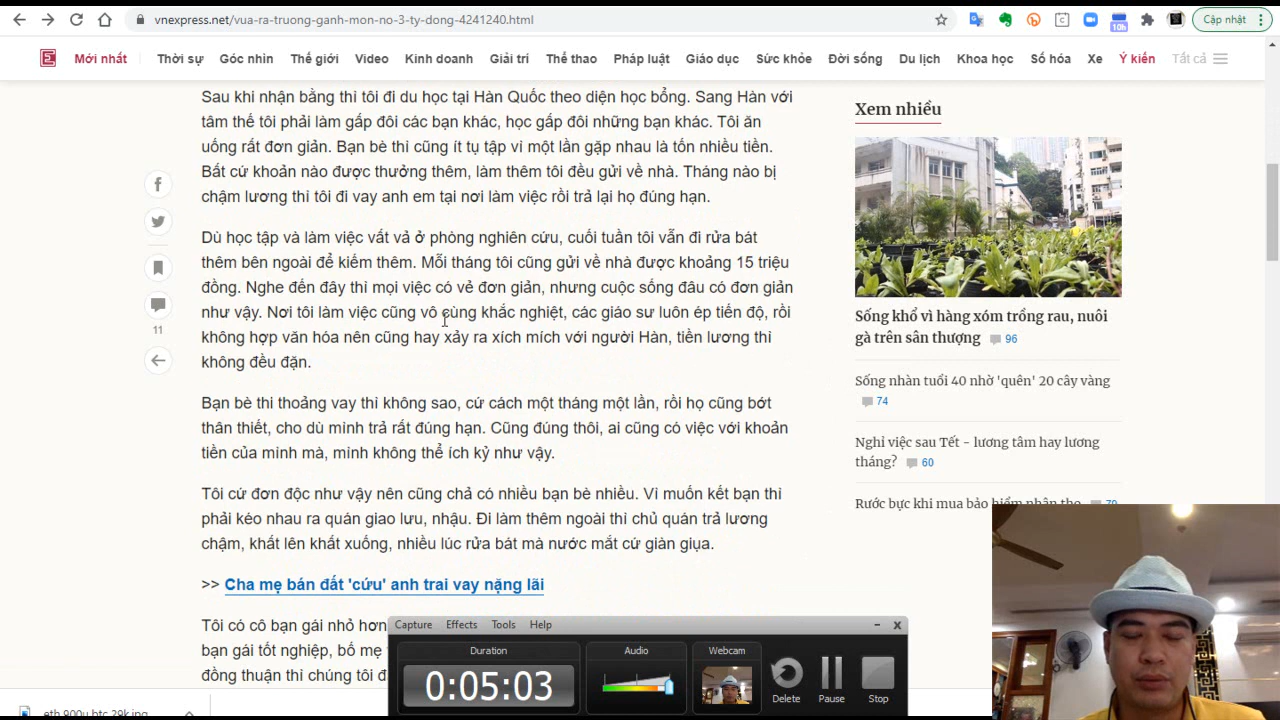 vnexpress.net/vua-ra-truong-ganh-mon-no-3-ty-dong-4241240.html
10h
Cập nhật
Mới nhất Thời sự Góc nhìn Thế giới Video Kinh doanh Giải trí Thể thao Pháp luật Giáo dục Sức khỏe Đời sống Du lịch Khoa học Số hóa Xe Ý kiến Tất cả
Sau khi nhận bằng thì tôi đi du học tại Hàn Quốc theo diện học bổng. Sang Hàn với
tâm thế tôi phải làm gấp đôi các bạn khác, học gấp đôi những bạn khác. Tôi ăn
uống rất đơn giản. Bạn bè thì cũng ít tụ tập vì một lần gặp nhau là tốn nhiều tiền.
Bất cứ khoản nào được thưởng thêm, làm thêm tôi đều gửi về nhà. Tháng nào bị
chậm lương thì tôi đi vay anh em tại nơi làm việc rồi trả lại họ đúng hạn.
Dù học tập và làm việc vất vả ở phòng nghiên cứu, cuối tuần tôi vẫn đi rửa bát
thêm bên ngoài để kiếm thêm. Mỗi tháng tôi cũng gửi về nhà được khoảng 15 triệu
đồng. Nghe đến đây thì mọi việc có vẻ đơn giản, nhưng cuộc sống đâu có đơn giản
như vậy. Nơi tôi làm việc cũng vô cùng khắc nghiệt, các giáo sư luôn ép tiến độ, rồi
không hợp văn hóa nên cũng hay xảy ra xích mích với người Hàn, tiền lương thì
không đều đặn.
Bạn bè thi thoảng vay thì không sao, cứ cách một tháng một lần, rồi họ cũng bớt
thân thiết, cho dù mình trả rất đúng hạn. Cũng đúng thôi, ai cũng có việc với khoản
tiền của mình mà, mình không thể ích kỷ như vậy.
Tôi cứ đơn độc như vậy nên cũng chả có nhiều bạn bè nhiều. Vì muốn kết bạn thì
phải kéo nhau ra quán giao lưu, nhậu. Đi làm thêm ngoài thì chủ quán trả lương
chậm, khất lên khất xuống, nhiều lúc rửa bát mà nước mắt cứ giàn giụa.
>> Cha mẹ bán đất 'cứu' anh trai vay nặng lãi
Tôi có cô bạn gái nhỏ hơn
bạn gái tốt nghiệp, bố mẹ
đồng thuận thì chúng tôi đ
11
Xem nhiều
Sống khổ vì hàng xóm trồng rau, nuôi
gà trên sân thượng 96
Sống nhàn tuổi 40 nhờ 'quên' 20 cây vàng
74
Nghỉ việc sau Tết - lương tâm hay lương
tháng? 60
Rước bực khi mua bảo hiểm nhân thọ 79
Capture Effects Tools Help
Duration Audio Webcam
0:05:03
Delete Pause Stop
eth 900u btc 29k.jpg